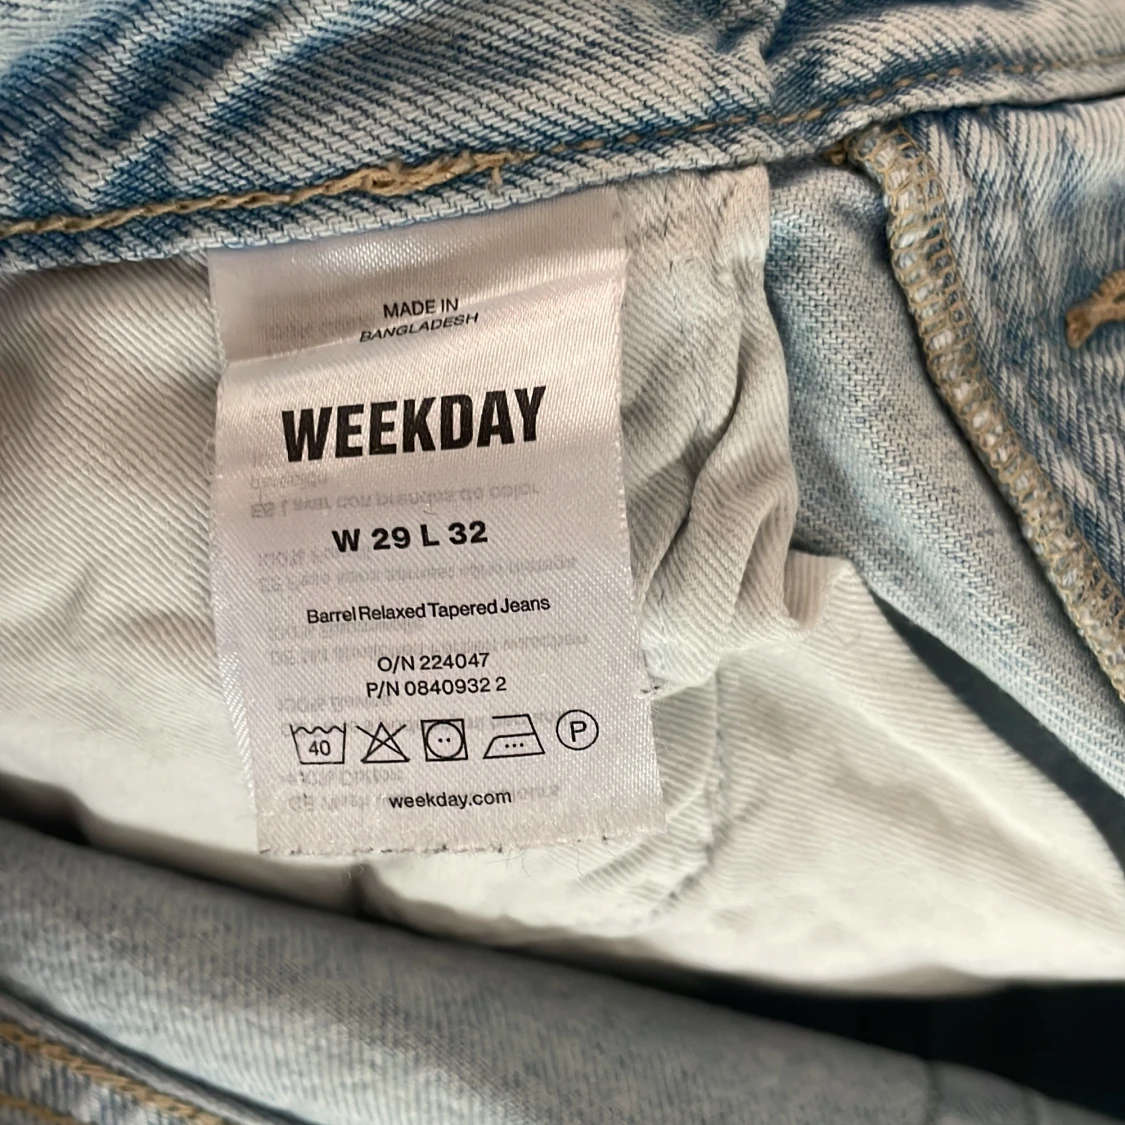 MADE IN
BANGLADESH
WEEKDAY
W 29 L 32
Barrel Relaxed Tapered Jeans
O/N 224047
P/N 0840932 2
40 P
weekday.com